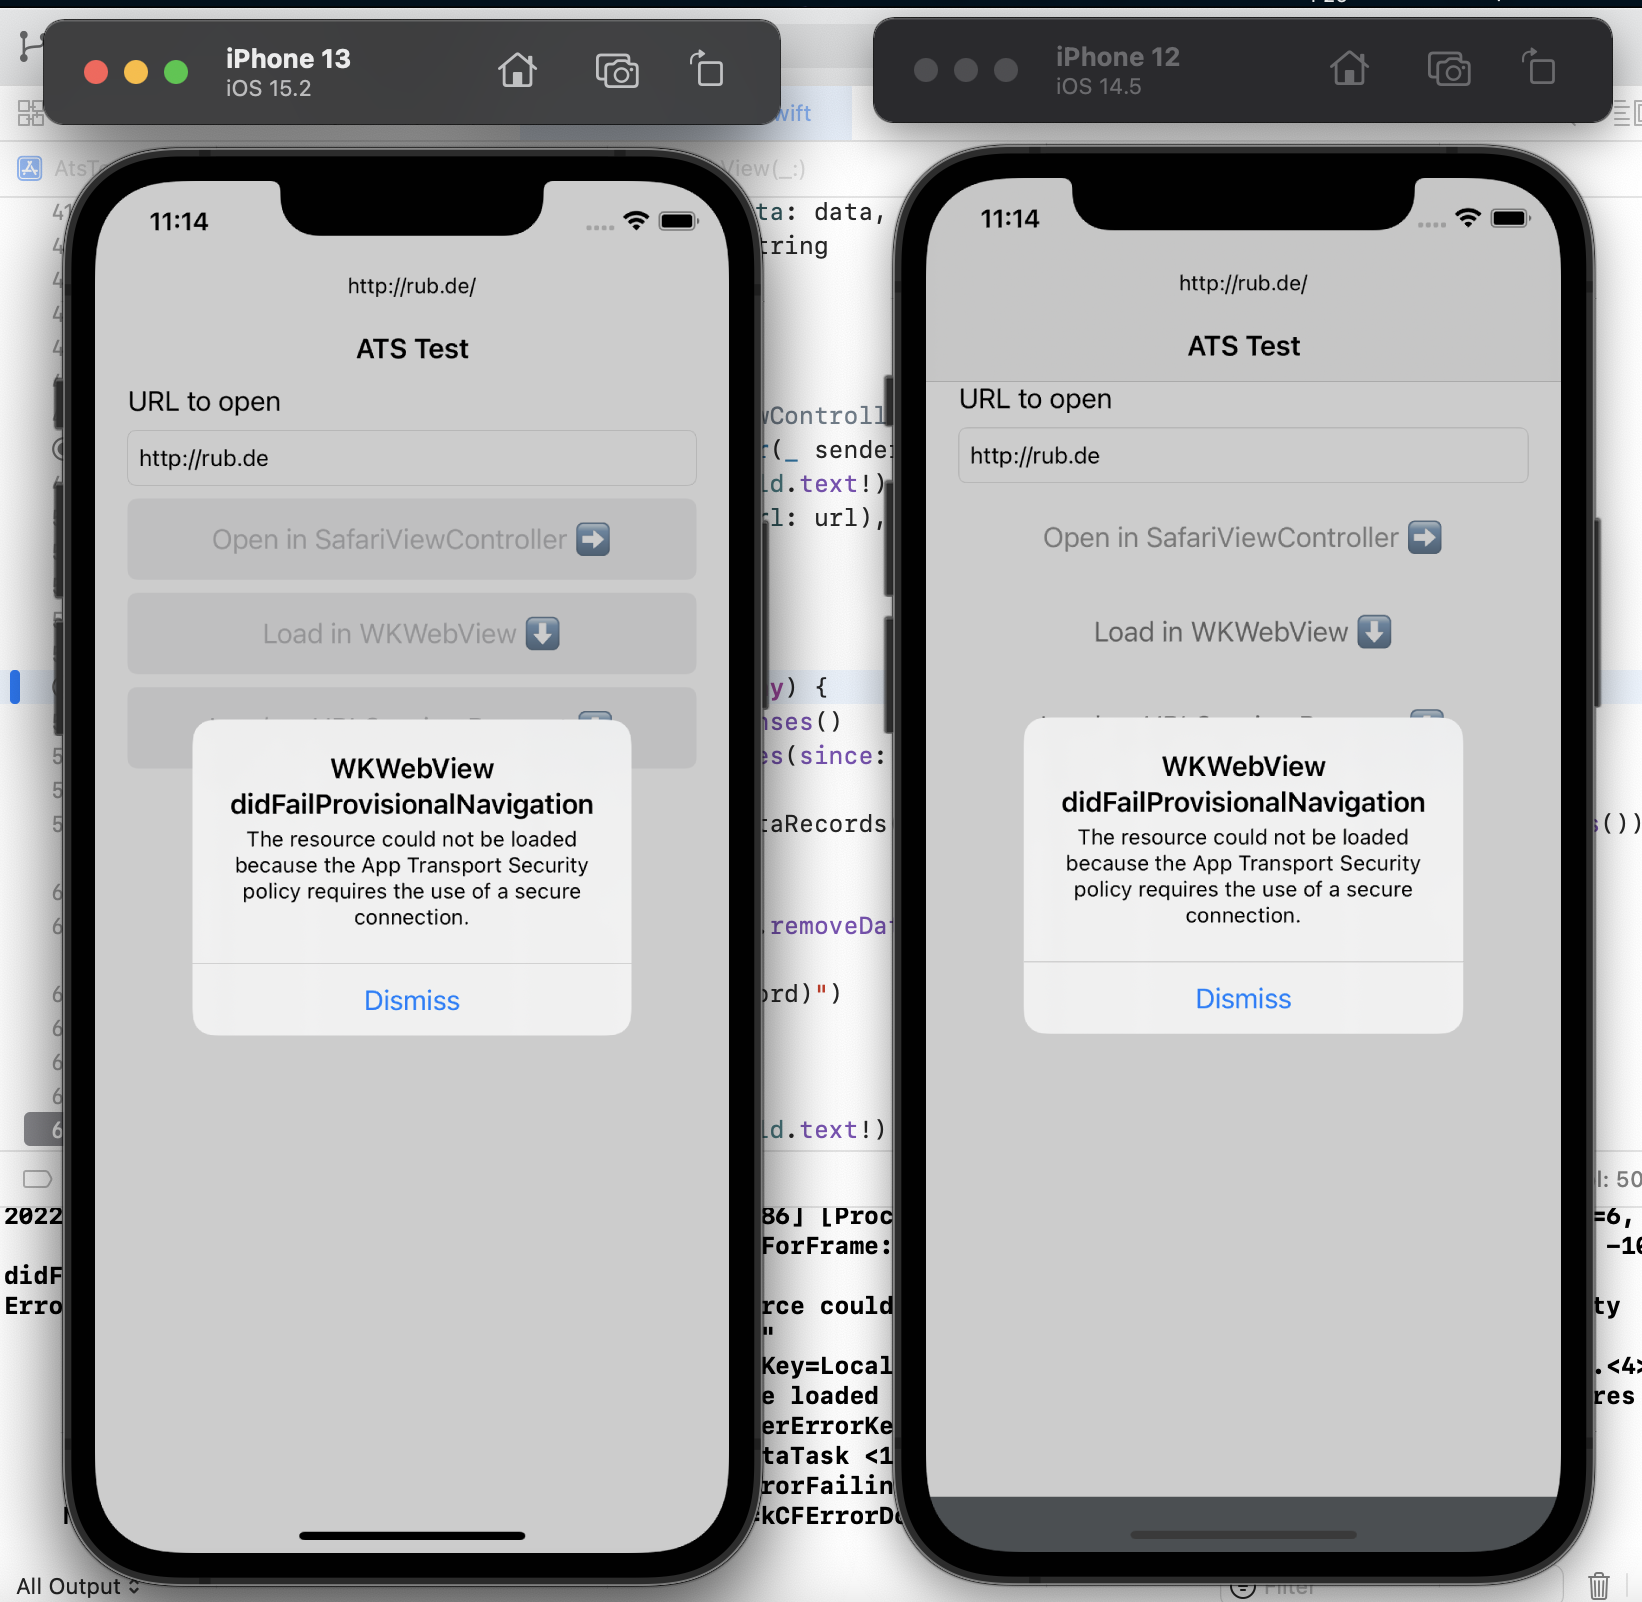 iPhone 13
iOS 15.2
11:14
http://rub.de/
ATS Test
URL to open
http://rub.de
Open in SafariViewController ➡️
Load in WKWebView ⬇️
WKWebView
didFailProvisionalNavigation
The resource could not be loaded
because the App Transport Security
policy requires the use of a secure
connection.
Dismiss
iPhone 12
iOS 14.5
11:14
http://rub.de/
ATS Test
URL to open
http://rub.de
Open in SafariViewController ➡️
Load in WKWebView ⬇️
WKWebView
didFailProvisionalNavigation
The resource could not be loaded
because the App Transport Security
policy requires the use of a secure
connection.
Dismiss
wift
View(_:)
ta: data,
tring
wControll
r(_ sender
ld.text!)
rl: url),
y) {
nses()
es(since:
taRecords
s())
.removeDa
ord)")
ld.text!)
l: 50
2022
86] [Proc
=6,
ForFrame:
-10
didF
Erro
rce could
ty
"
Key=Local
.<4>
e loaded
res
erErrorKe
taTask <1
rorFailin
=kCFErrorDo
All Output
Filter